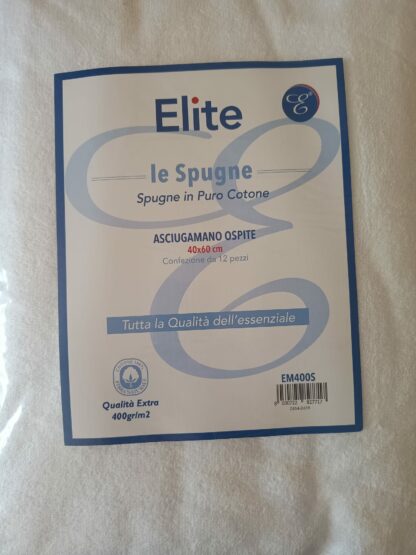 Elite
le Spugne
Spugne in Puro Cotone
ASCIUGAMANO OSPITE
40x60 cm
Confezione da 12 pezzi
Tutta la Qualità dell'essenziale
Qualità Extra
400gr/m2
EM400S